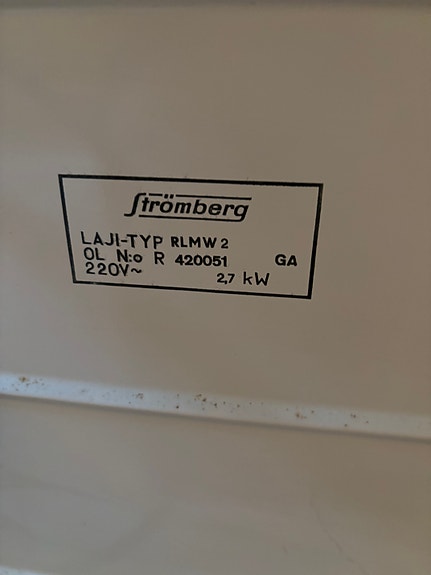 Strömberg
LAJI-TYP RLMW 2
OL N:o R 420051 GA
220V~ 2,7 kW